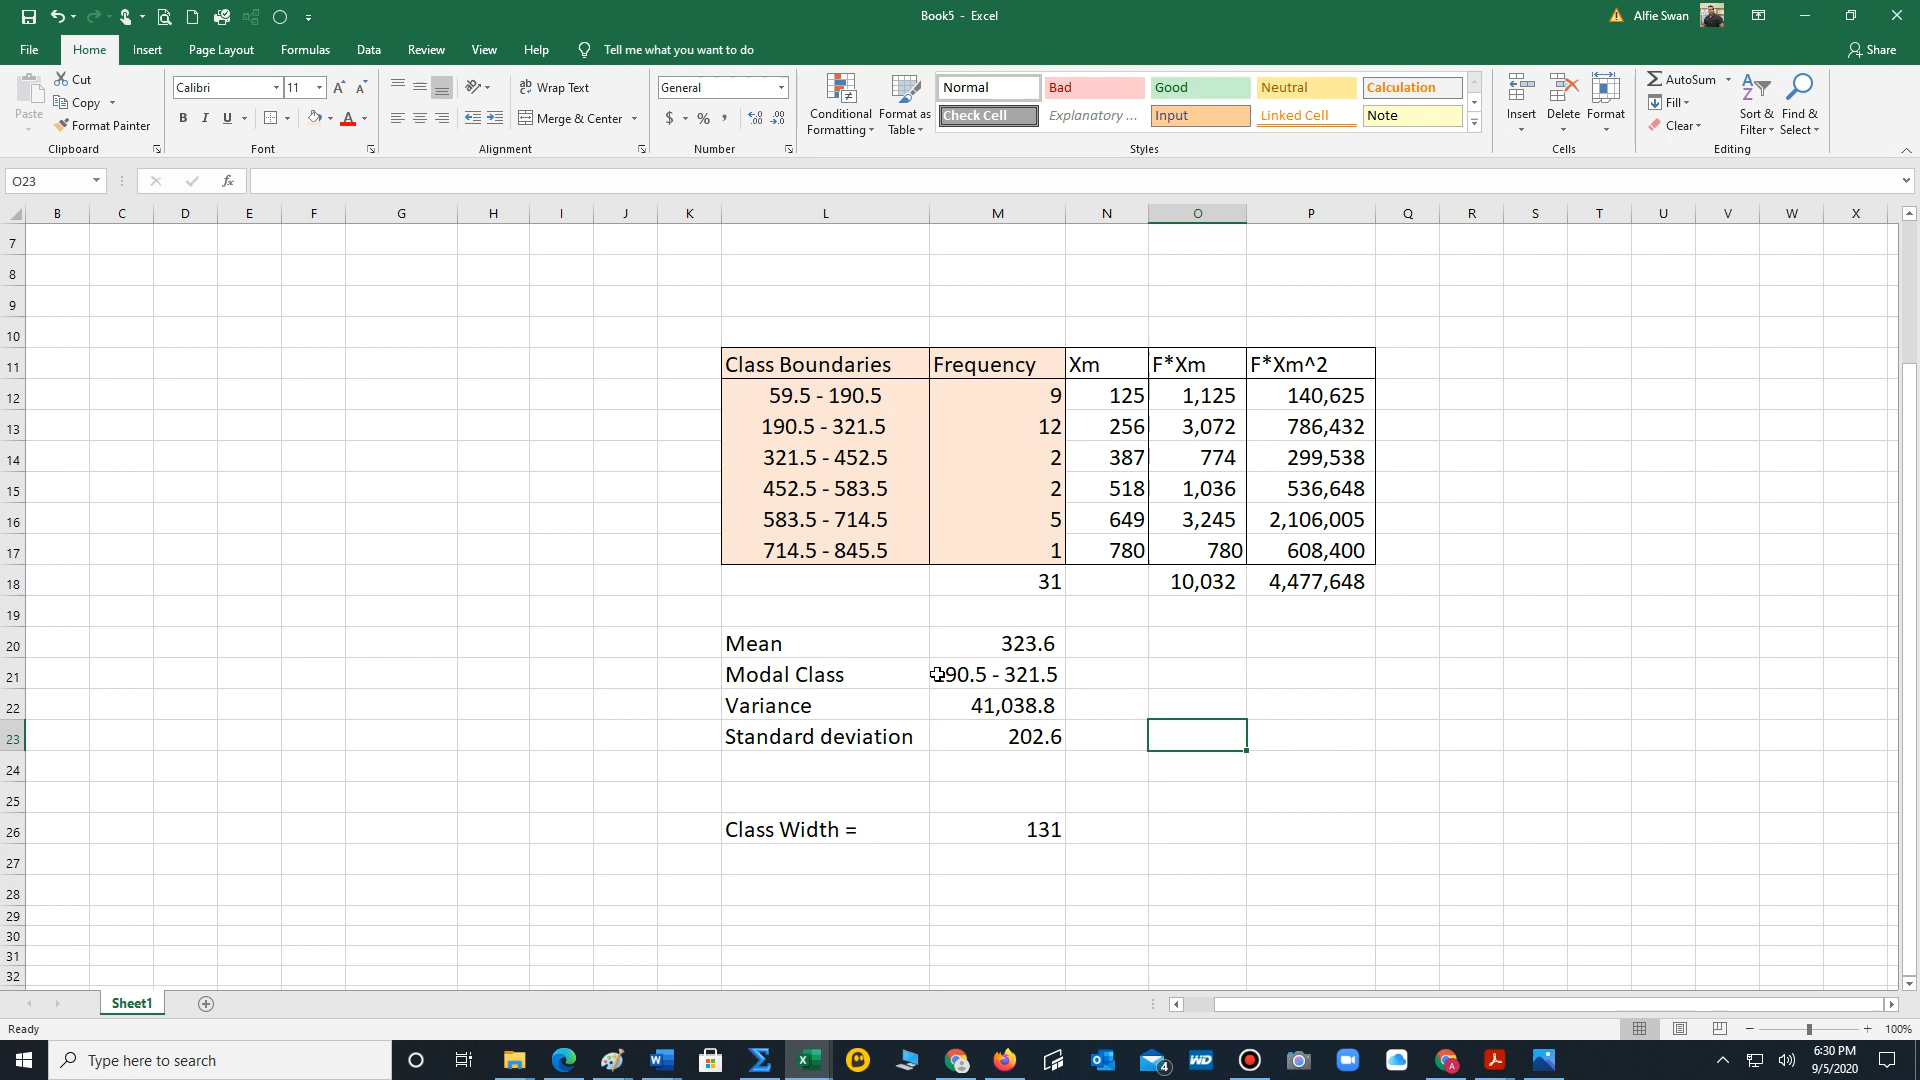 Book5 - Excel
Alfie Swan
File Home Insert Page Layout Formulas Data Review View Help Tell me what you want to do Share
Paste Cut Copy Format Painter Clipboard
Calibri 11 B I U A A A Font
ab Wrap Text Merge & Center Alignment
General $ % , Number
Conditional Formatting Format as Table
Normal Bad Good Neutral Calculation
Check Cell Explanatory ... Input Linked Cell Note
Styles
Insert Delete Format Cells
AutoSum Fill Clear Sort & Filter Find & Select Editing
O23 fx
B C D E F G H I J K L M N O P Q R S T U V W X
7
8
9
10
11 Class Boundaries Frequency Xm F*Xm F*Xm^2
12 59.5 - 190.5 9 125 1,125 140,625
13 190.5 - 321.5 12 256 3,072 786,432
14 321.5 - 452.5 2 387 774 299,538
15 452.5 - 583.5 2 518 1,036 536,648
16 583.5 - 714.5 5 649 3,245 2,106,005
17 714.5 - 845.5 1 780 780 608,400
18 31 10,032 4,477,648
19
20 Mean 323.6
21 Modal Class 90.5 - 321.5
22 Variance 41,038.8
23 Standard deviation 202.6
24
25
26 Class Width = 131
27
28
29
30
31
32
Sheet1
Ready 100%
Type here to search 4 6:30 PM
9/5/2020